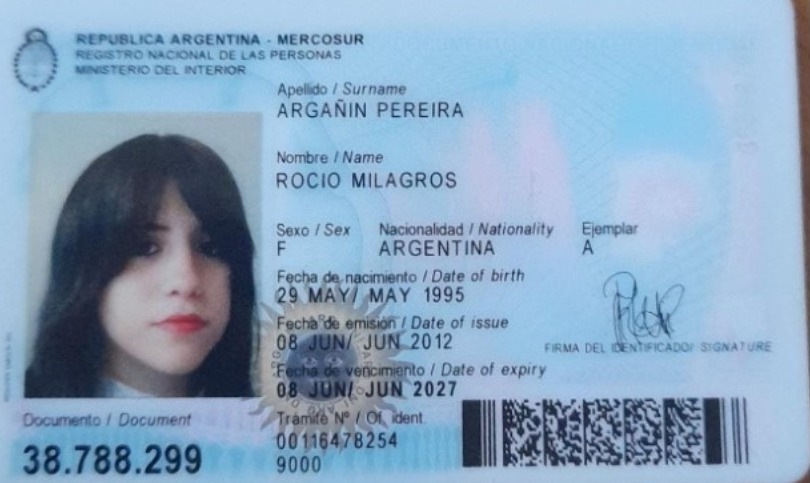 REPUBLICA ARGENTINA - MERCOSUR
REGISTRO NACIONAL DE LAS PERSONAS
MINISTERIO DEL INTERIOR
Apellido / Surname
ARGAÑIN PEREIRA
Nombre / Name
ROCIO MILAGROS
Sexo / Sex Nacionalidad / Nationality Ejemplar
F ARGENTINA A
Fecha de nacimiento / Date of birth
29 MAY/ MAY 1995
Fecha de emisión / Date of issue
08 JUN/ JUN 2012
FIRMA DEL IDENTIFICADO/ SIGNATURE
Fecha de vencimiento / Date of expiry
08 JUN/ JUN 2027
Documento / Document
38.788.299
Trámite Nº / Of. ident.
00116478254
9000